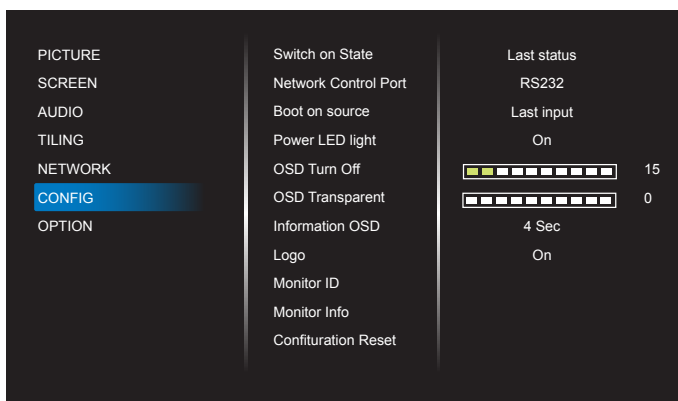 PICTURE Switch on State Last status
SCREEN Network Control Port RS232
AUDIO Boot on source Last input
TILING Power LED light On
NETWORK OSD Turn Off 15
CONFIG OSD Transparent 0
OPTION Information OSD 4 Sec
Logo On
Monitor ID
Monitor Info
Confituration Reset